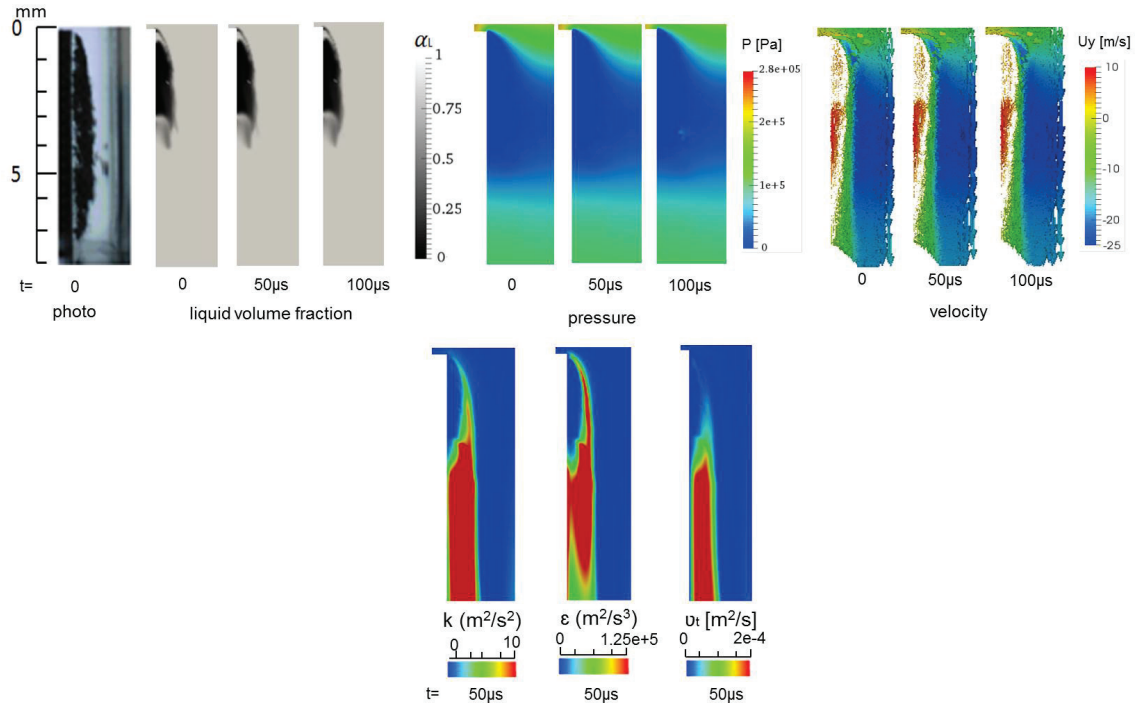 mm
0
5
t=
0
photo
0
50µs
100µs
liquid volume fraction
αL
1
0.75
0.5
0.25
0
0
50µs
100µs
pressure
P [Pa]
2.8e+05
2e+5
1e+5
0
0
50µs
100µs
velocity
Uy [m/s]
10
5
0
-5
-10
-15
-20
-25
k (m²/s²)
0 10
ε (m²/s³)
0 1.25e+5
υt [m²/s]
0 2e-4
t= 50µs 50µs 50µs